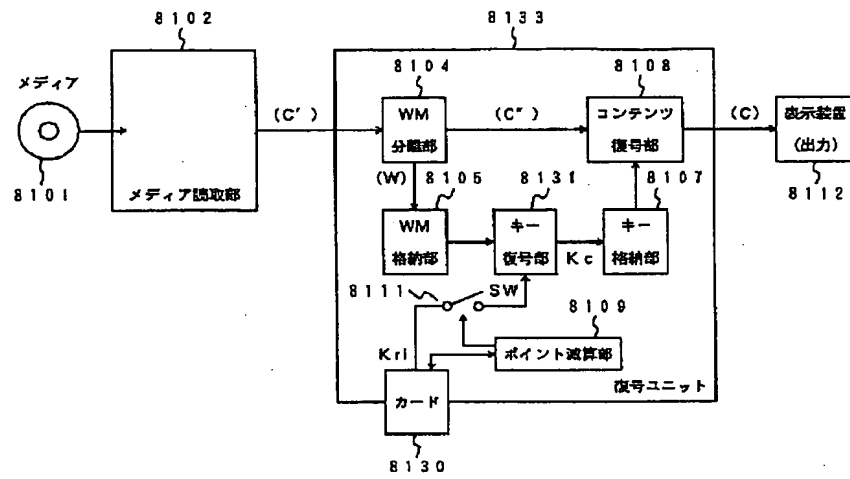 8102
8133
メディア
8101
メディア読取部
(C')
8104
WM
分離部
(C")
8108
コンテンツ
復号部
(C)
表示装置
(出力)
8112
(W)
8105
WM
格納部
8131
キー
復号部
Kc
8107
キー
格納部
8111
SW
8109
ポイント減算部
Krl
カード
8130
復号ユニット